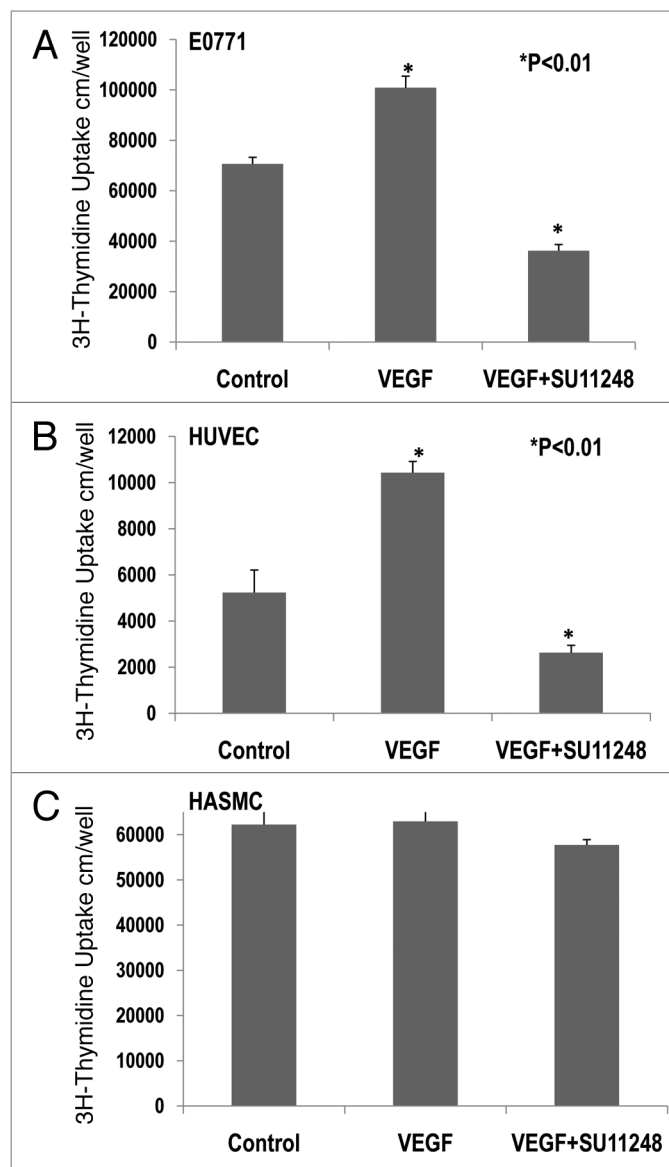 A
E0771
*P<0.01
3H-Thymidine Uptake cm/well
120000
100000
80000
60000
40000
20000
0
*
*
Control VEGF VEGF+SU11248
B
HUVEC
*P<0.01
3H-Thymidine Uptake cm/well
12000
10000
8000
6000
4000
2000
0
*
*
Control VEGF VEGF+SU11248
C
HASMC
3H-Thymidine Uptake cm/well
60000
50000
40000
30000
20000
10000
0
Control VEGF VEGF+SU11248